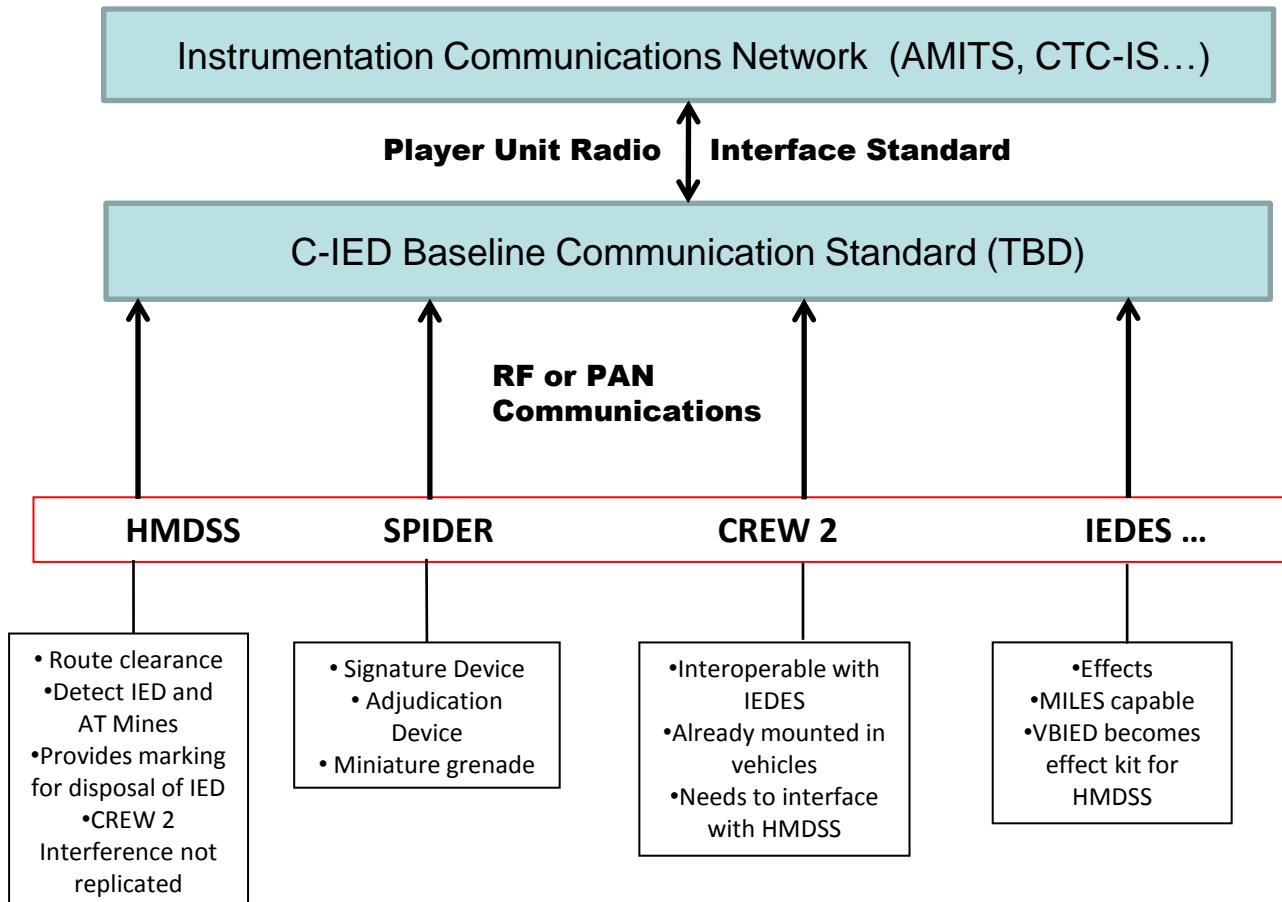 Instrumentation Communications Network (AMITS, CTC-IS…)
Player Unit Radio Interface Standard
C-IED Baseline Communication Standard (TBD)
RF or PAN
Communications
HMDSS SPIDER CREW 2 IEDES …
• Route clearance
•Detect IED and
AT Mines
•Provides marking
for disposal of IED
•CREW 2
Interference not
replicated
• Signature Device
• Adjudication
Device
• Miniature grenade
•Interoperable with
IEDES
•Already mounted in
vehicles
•Needs to interface
with HMDSS
•Effects
•MILES capable
•VBIED becomes
effect kit for
HMDSS